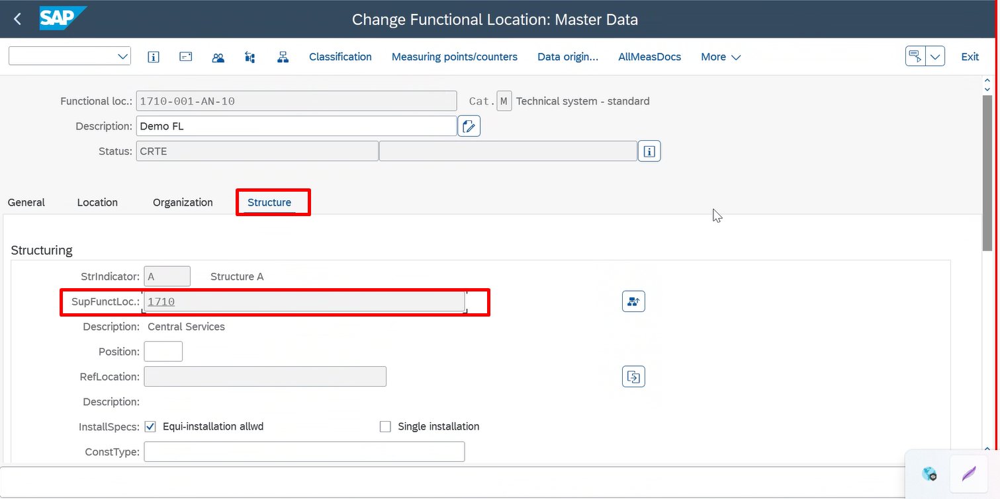 SAP Change Functional Location: Master Data
Classification Measuring points/counters Data origin... AllMeasDocs More Exit
Functional loc.: 1710-001-AN-10 Cat. M Technical system - standard
Description: Demo FL
Status: CRTE
General Location Organization Structure
Structuring
StrIndicator: A Structure A
SupFunctLoc.: 1710
Description: Central Services
Position:
RefLocation:
Description:
InstallSpecs: Equi-installation allwd Single installation
ConstType: